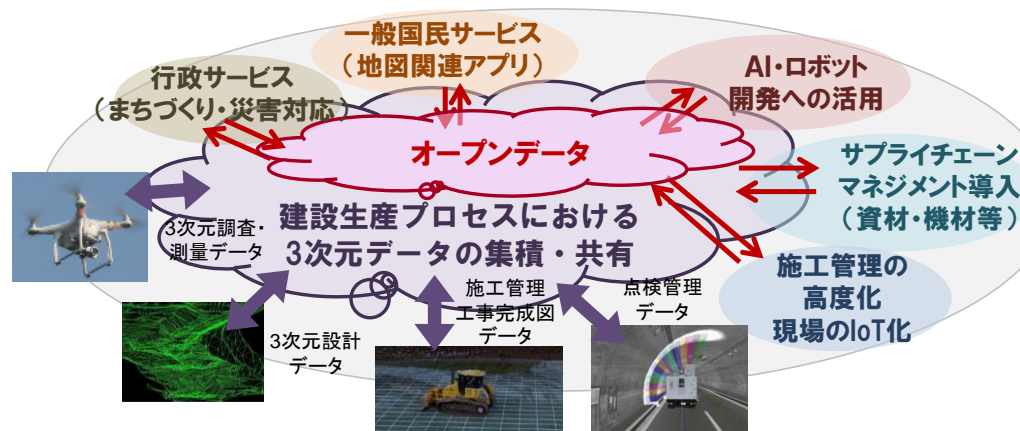 一般国民サービス
(地図関連アプリ)
行政サービス
(まちづくり・災害対応)
AI・ロボット
開発への活用
オープンデータ
サプライチェーン
マネジメント導入
(資材・機材等)
建設生産プロセスにおける
3次元データの集積・共有
3次元調査・
測量データ
施工管理の
高度化
現場のIoT化
施工管理
工事完成図
データ
点検管理
データ
3次元設計
データ